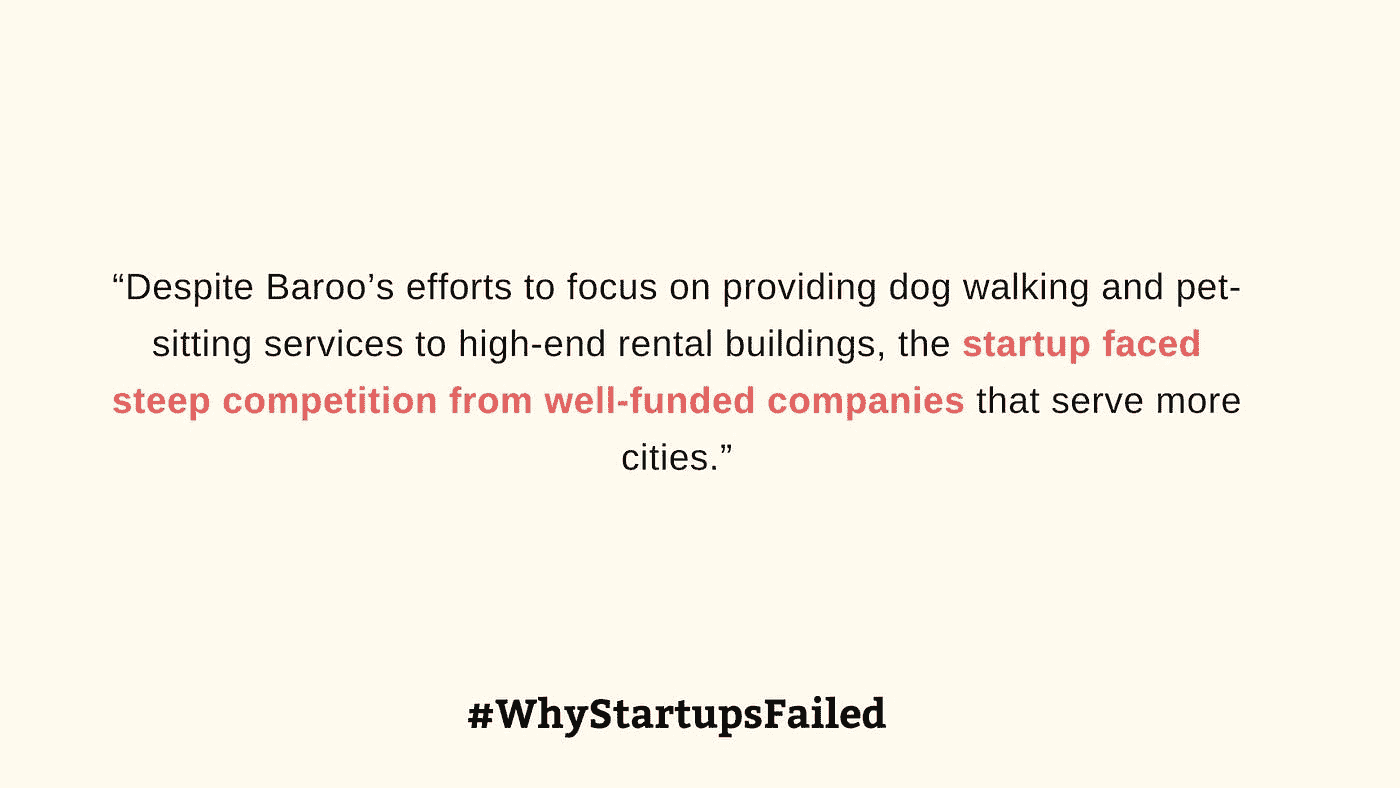 “Despite Baroo’s efforts to focus on providing dog walking and pet-
sitting services to high-end rental buildings, the startup faced
steep competition from well-funded companies that serve more
cities.”
#WhyStartupsFailed